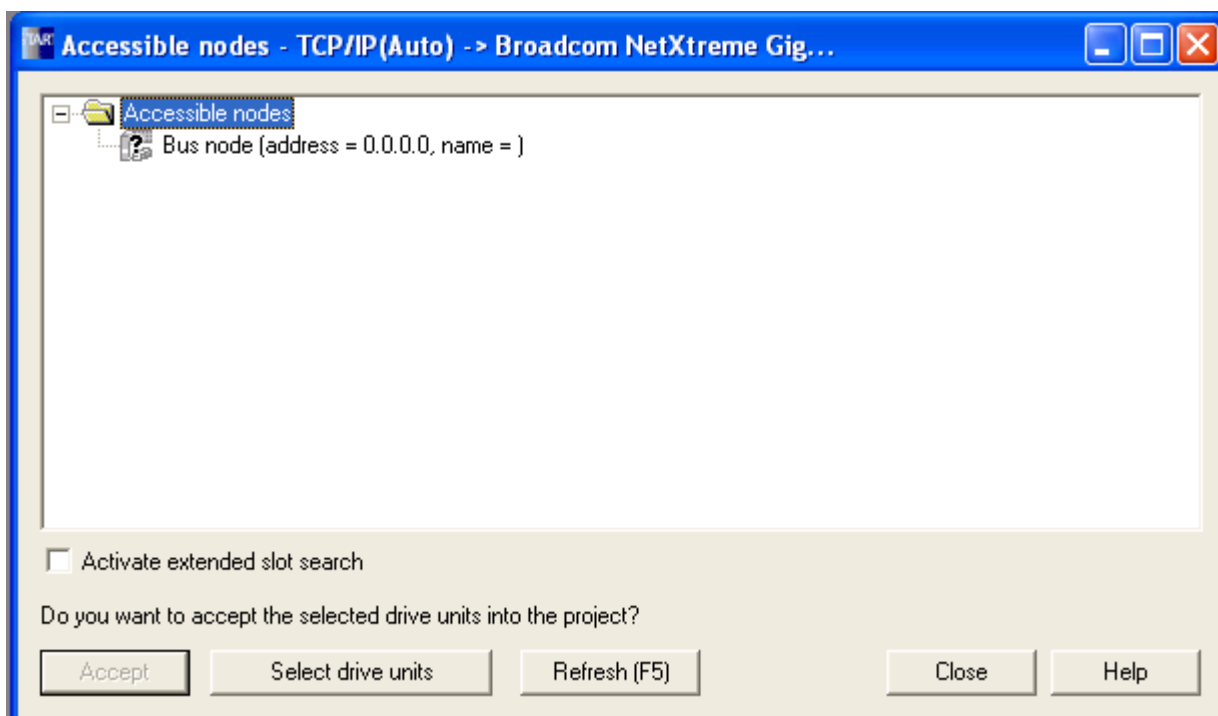 Accessible nodes - TCP/IP(Auto) -> Broadcom NetXtreme Gig...
Accessible nodes
Bus node (address = 0.0.0.0, name = )
Activate extended slot search
Do you want to accept the selected drive units into the project?
Accept Select drive units Refresh (F5) Close Help